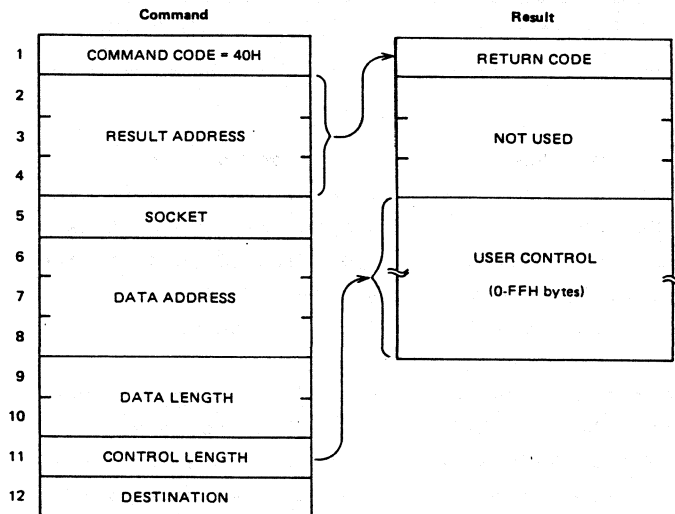 Command
Result
1
COMMAND CODE = 40H
RETURN CODE
2
3
RESULT ADDRESS
NOT USED
4
5
SOCKET
6
USER CONTROL
7
DATA ADDRESS
(0-FFH bytes)
8
9
DATA LENGTH
10
11
CONTROL LENGTH
12
DESTINATION